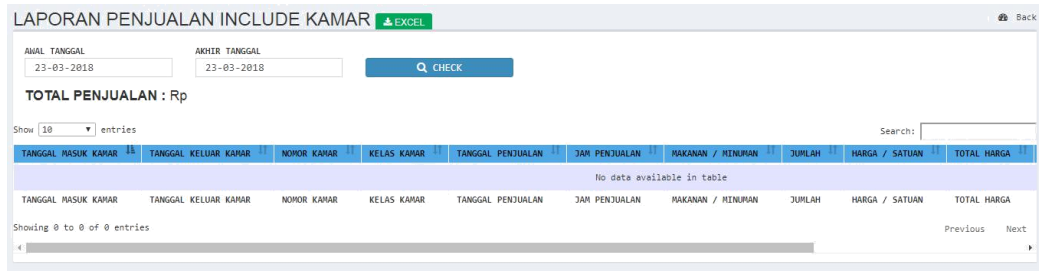 LAPORAN PENJUALAN INCLUDE KAMAR EXCEL Back
AWAL TANGGAL AKHIR TANGGAL
23-03-2018 23-03-2018 CHECK
TOTAL PENJUALAN : Rp
Show 10 entries Search:
TANGGAL MASUK KAMAR TANGGAL KELUAR KAMAR NOMOR KAMAR KELAS KAMAR TANGGAL PENJUALAN JAM PENJUALAN MAKANAN / MINUMAN JUMLAH HARGA / SATUAN TOTAL HARGA
No data available in table
TANGGAL MASUK KAMAR TANGGAL KELUAR KAMAR NOMOR KAMAR KELAS KAMAR TANGGAL PENJUALAN JAM PENJUALAN MAKANAN / MINUMAN JUMLAH HARGA / SATUAN TOTAL HARGA
Showing 0 to 0 of 0 entries Previous Next